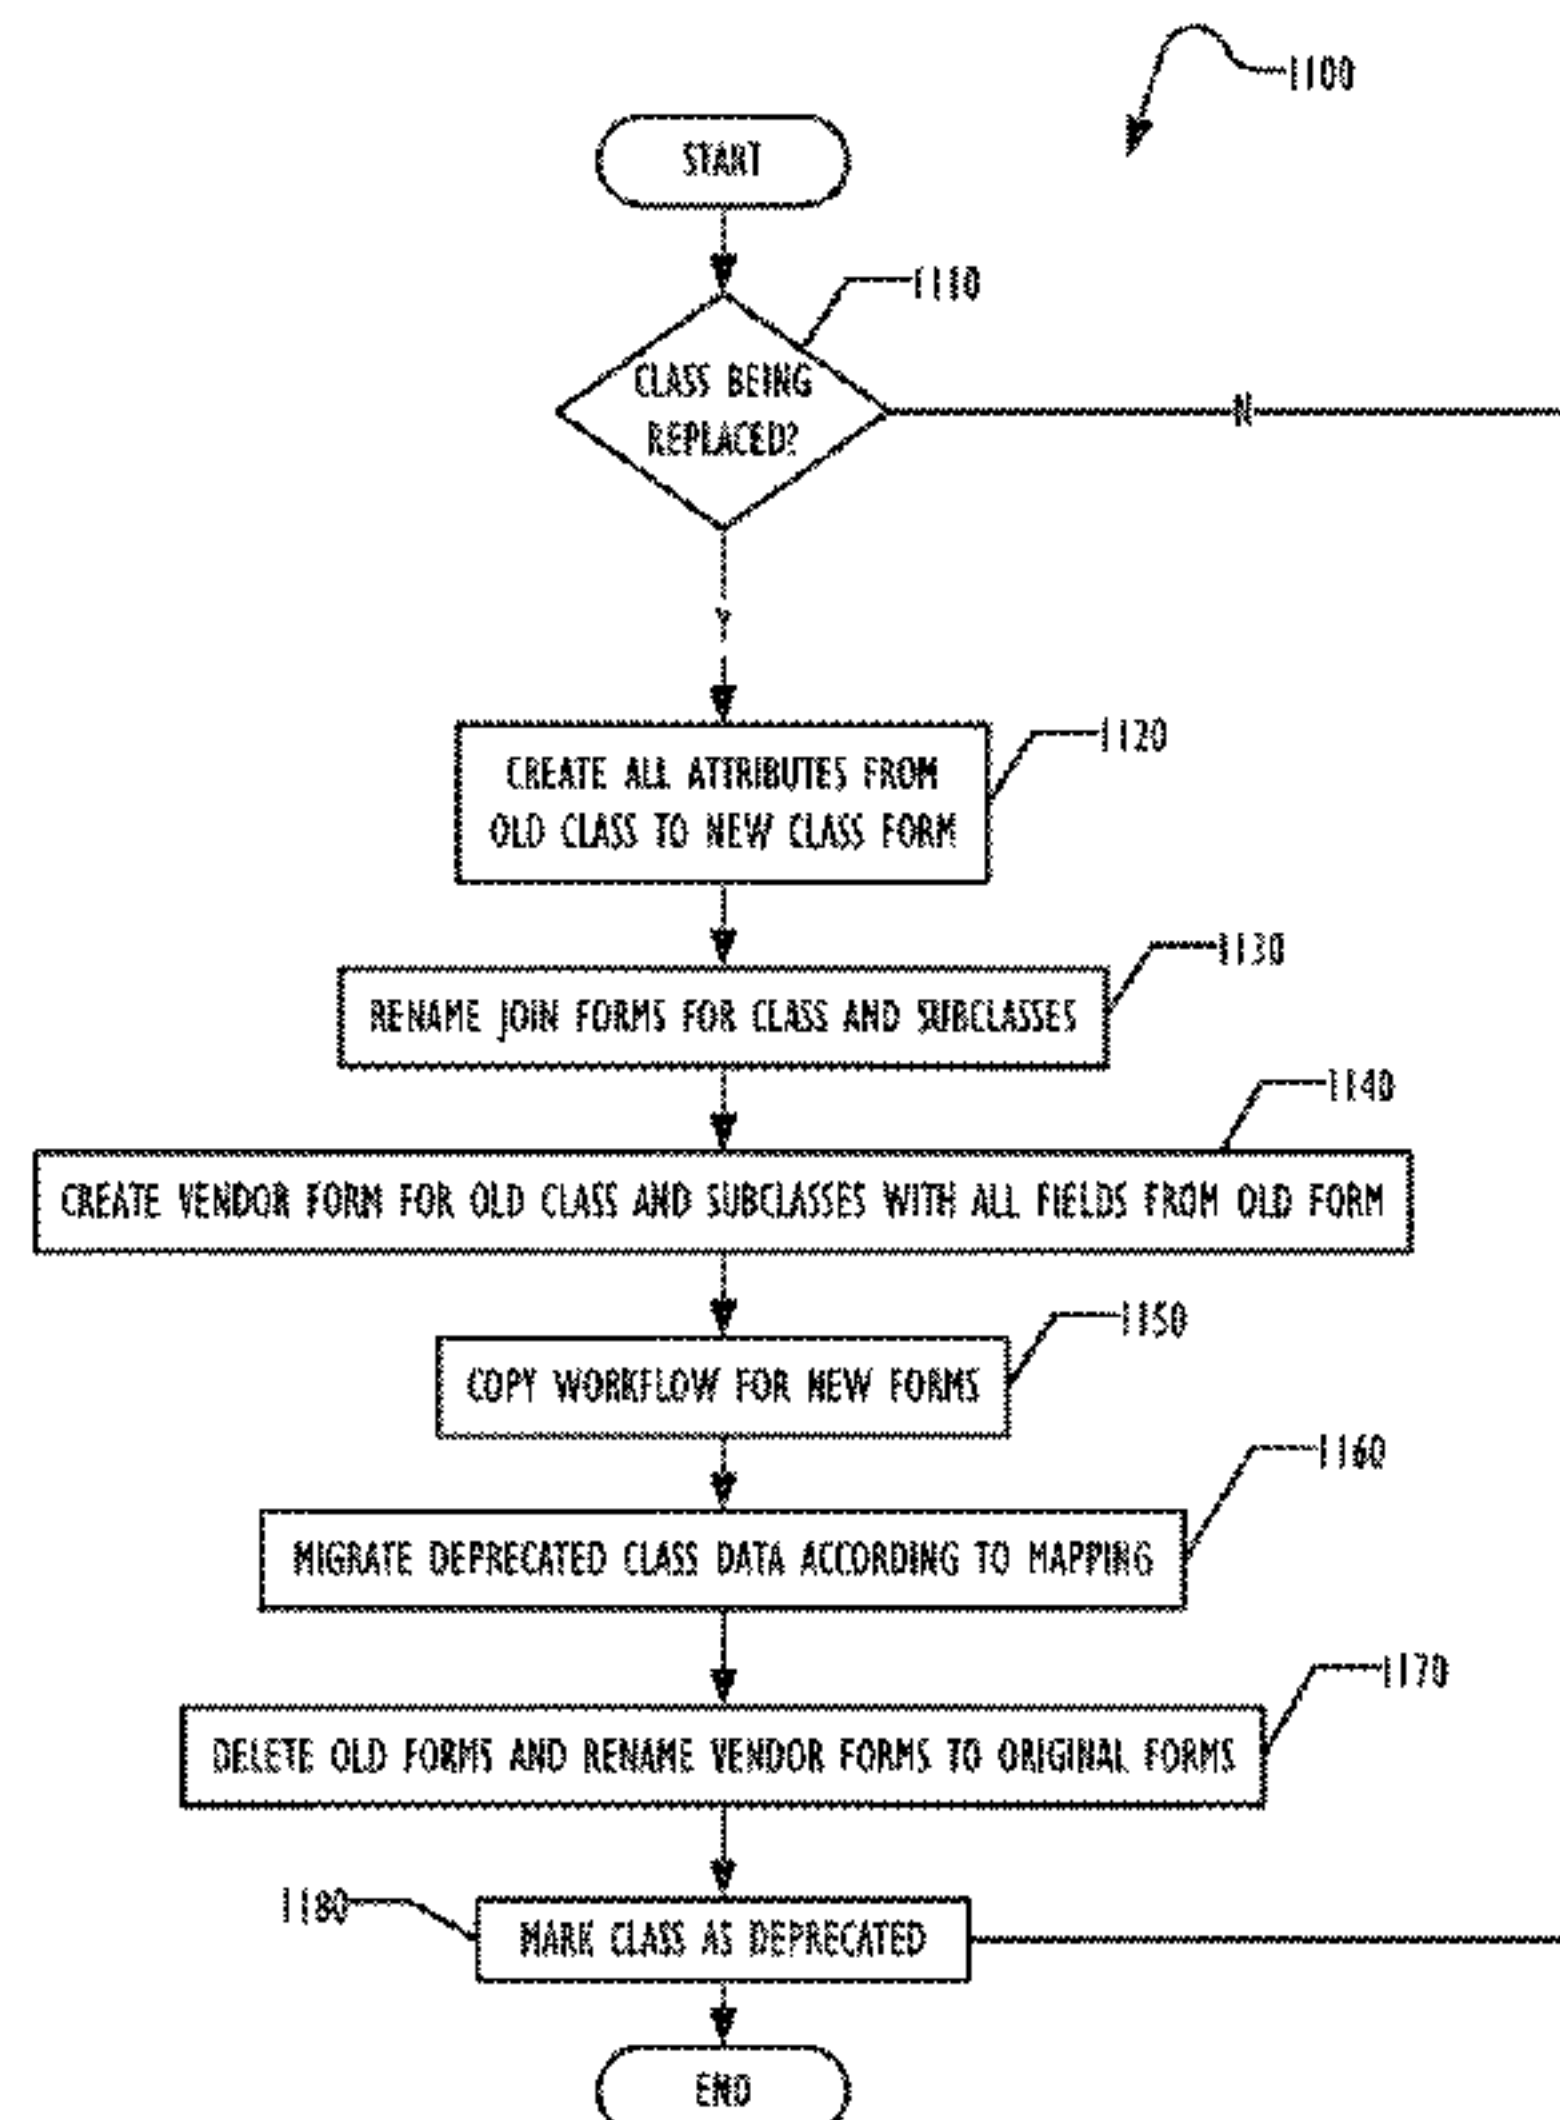 1100
START
1110
CLASS BEING
REPLACED?
N
Y
1120
CREATE ALL ATTRIBUTES FROM
OLD CLASS TO NEW CLASS FORM
1130
RENAME JOIN FORMS FOR CLASS AND SUBCLASSES
1140
CREATE VENDOR FORM FOR OLD CLASS AND SUBCLASSES WITH ALL FIELDS FROM OLD FORM
1150
COPY WORKFLOW FOR NEW FORMS
1160
MIGRATE DEPRECATED CLASS DATA ACCORDING TO MAPPING
1170
DELETE OLD FORMS AND RENAME VENDOR FORMS TO ORIGINAL FORMS
1180
MARK CLASS AS DEPRECATED
END